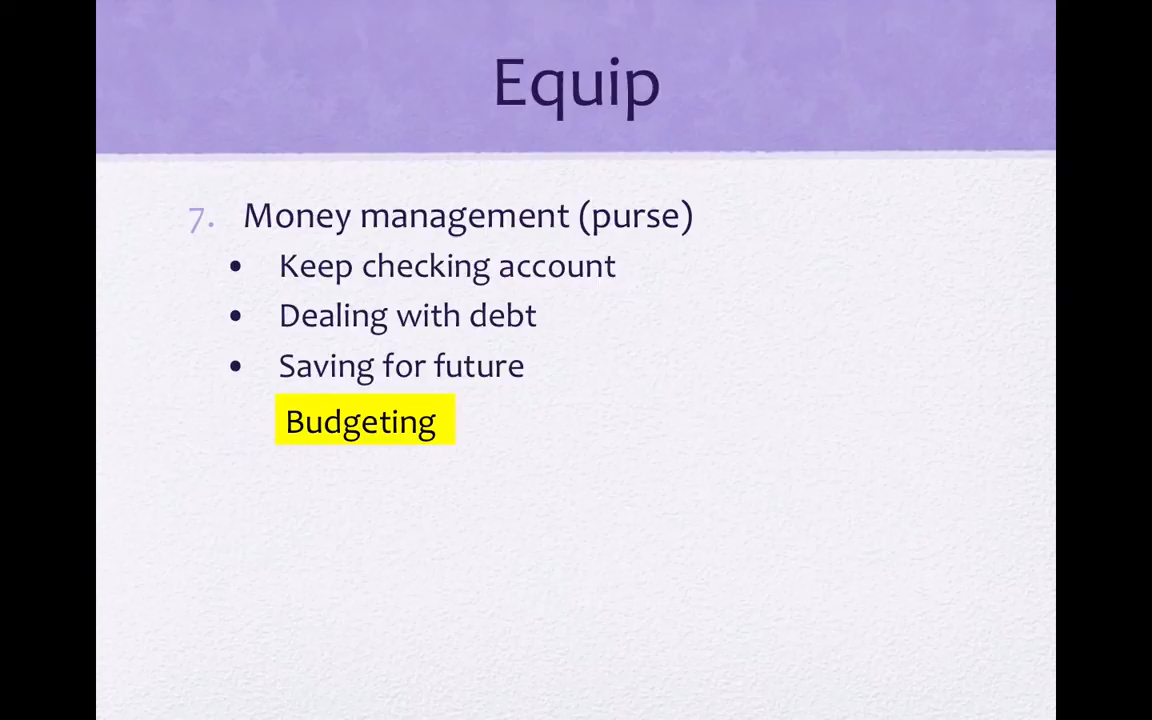 Equip
7. Money management (purse)
• Keep checking account
• Dealing with debt
• Saving for future
Budgeting